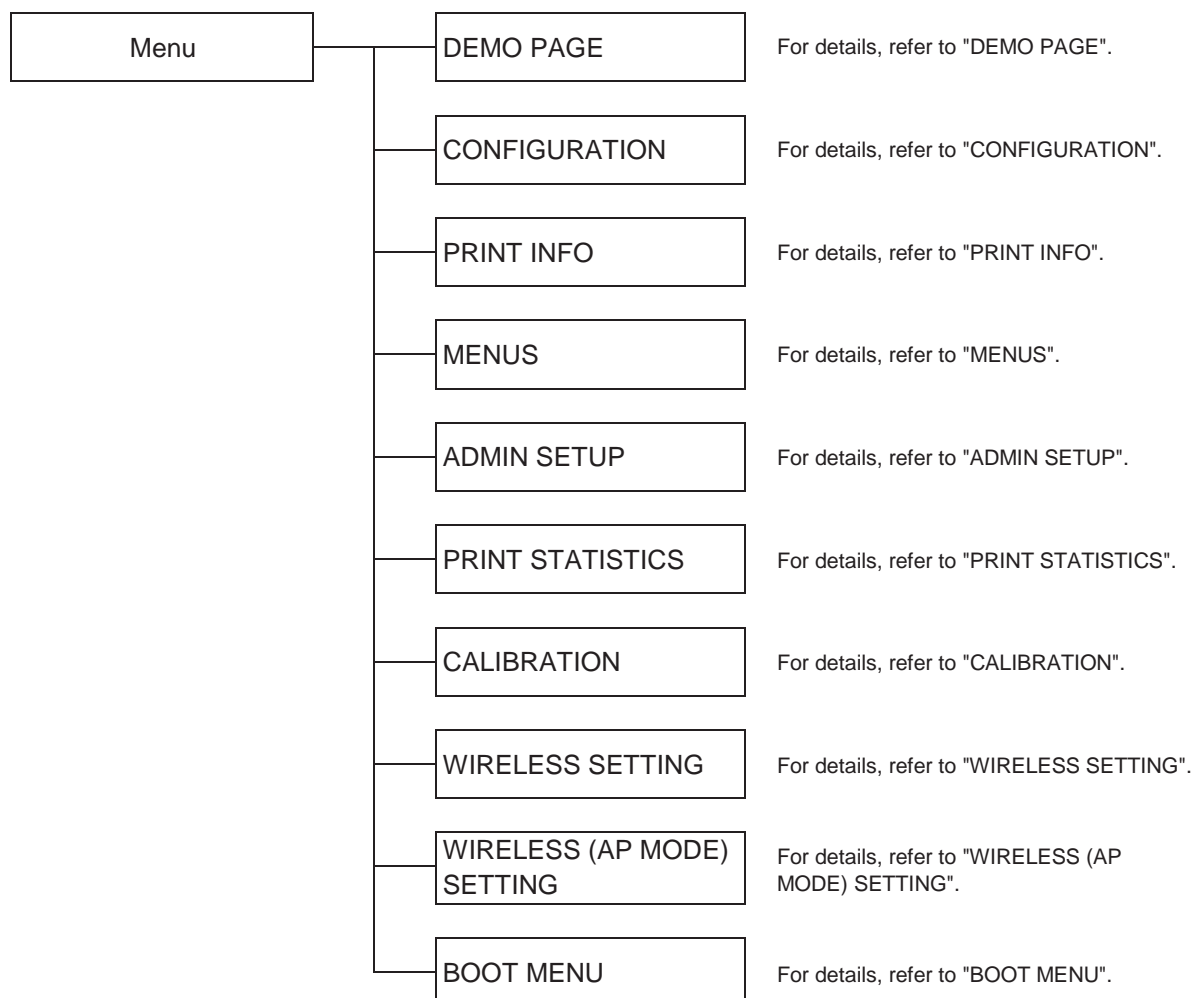 Menu
DEMO PAGE
For details, refer to "DEMO PAGE".
CONFIGURATION
For details, refer to "CONFIGURATION".
PRINT INFO
For details, refer to "PRINT INFO".
MENUS
For details, refer to "MENUS".
ADMIN SETUP
For details, refer to "ADMIN SETUP".
PRINT STATISTICS
For details, refer to "PRINT STATISTICS".
CALIBRATION
For details, refer to "CALIBRATION".
WIRELESS SETTING
For details, refer to "WIRELESS SETTING".
WIRELESS (AP MODE)
SETTING
For details, refer to "WIRELESS (AP
MODE) SETTING".
BOOT MENU
For details, refer to "BOOT MENU".